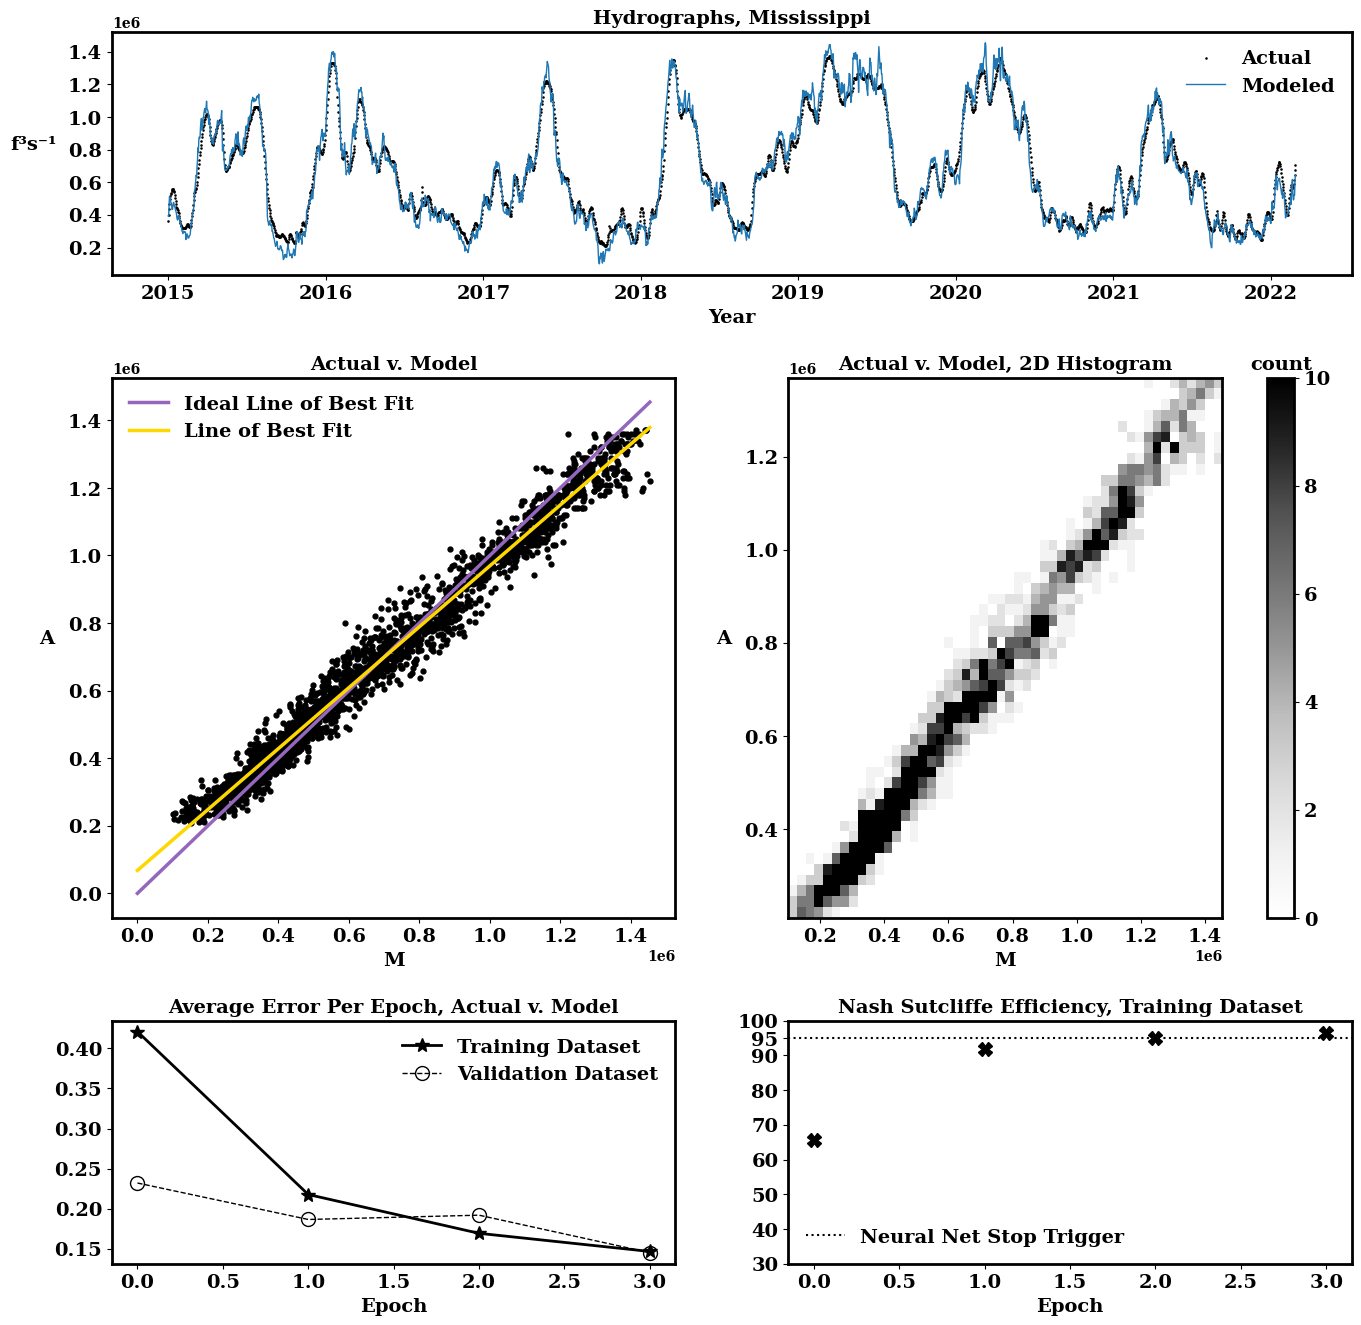 Hydrographs, Mississippi
1e6
1.4
1.2
1.0
0.8
0.6
0.4
0.2
f³s⁻¹
Actual
Modeled
2015 2016 2017 2018 2019 2020 2021 2022
Year
Actual v. Model
1e6
1.4
1.2
1.0
0.8
0.6
0.4
0.2
0.0
A
Ideal Line of Best Fit
Line of Best Fit
0.0 0.2 0.4 0.6 0.8 1.0 1.2 1.4
M
1e6
Actual v. Model, 2D Histogram
1e6
1.2
1.0
0.8
0.6
0.4
A
0.2 0.4 0.6 0.8 1.0 1.2 1.4
M
1e6
count
10
8
6
4
2
0
Average Error Per Epoch, Actual v. Model
0.40
0.35
0.30
0.25
0.20
0.15
Training Dataset
Validation Dataset
0.0 0.5 1.0 1.5 2.0 2.5 3.0
Epoch
Nash Sutcliffe Efficiency, Training Dataset
100
95
90
80
70
60
50
40
30
Neural Net Stop Trigger
0.0 0.5 1.0 1.5 2.0 2.5 3.0
Epoch